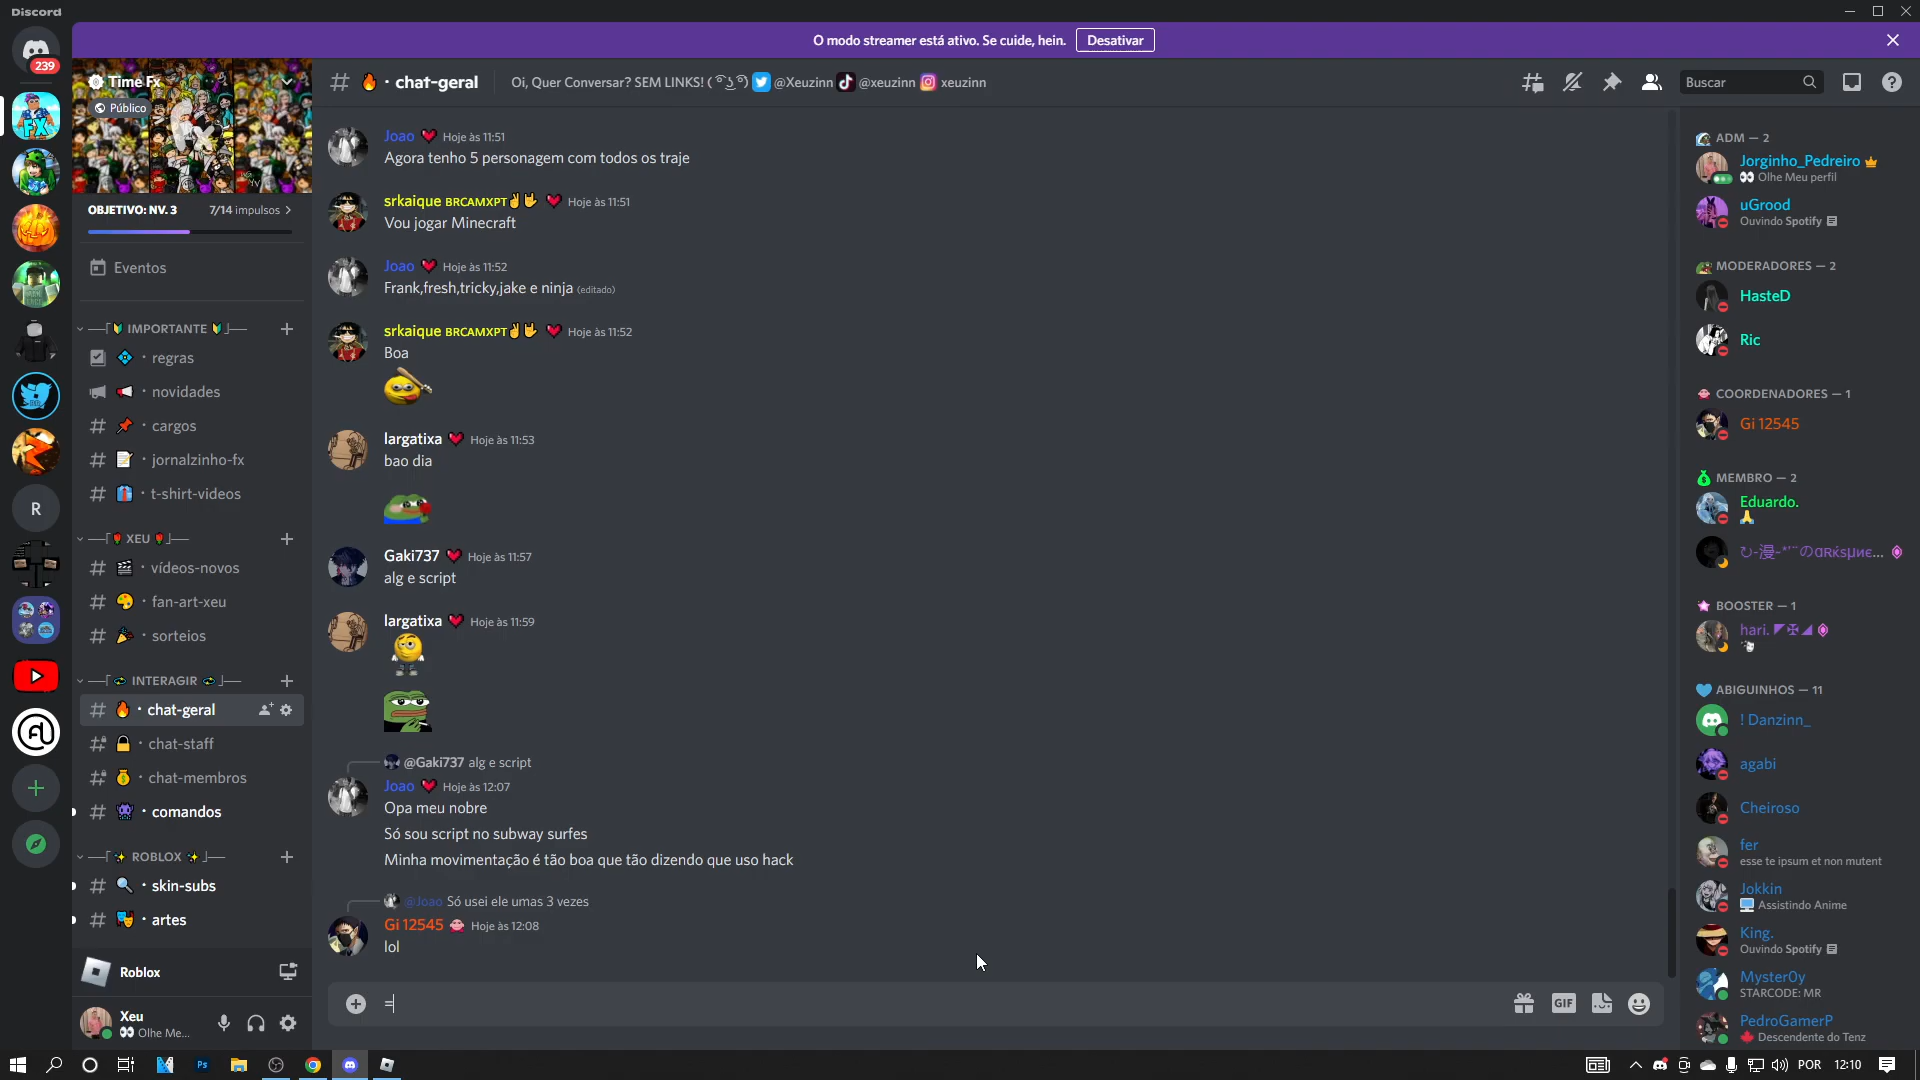 Discord
O modo streamer está ativo. Se cuide, hein. Desativar
239
Time Fx
Público
OBJETIVO: NV. 3 7/14 impulsos
Eventos
IMPORTANTE
regras
novidades
cargos
jornalzinho-fx
t-shirt-videos
XEU
vídeos-novos
fan-art-xeu
sorteios
INTERAGIR
chat-geral
chat-staff
chat-membros
comandos
ROBLOX
skin-subs
artes
Roblox
Xeu
Olhe Me...
R
chat-geral Oi, Quer Conversar? SEM LINKS! ( ͡° ͜ʖ ͡°) @Xeuzinn @xeuzinn xeuzinn
Buscar
Joao Hoje às 11:51
Agora tenho 5 personagem com todos os traje
srkaique BRCAMXPT Hoje às 11:51
Vou jogar Minecraft
Joao Hoje às 11:52
Frank,fresh,tricky,jake e ninja (editado)
srkaique BRCAMXPT Hoje às 11:52
Boa
largatixa Hoje às 11:53
bao dia
Gaki737 Hoje às 11:57
alg e script
largatixa Hoje às 11:59
@Gaki737 alg e script
Joao Hoje às 12:07
Opa meu nobre
Só sou script no subway surfes
Minha movimentação é tão boa que tão dizendo que uso hack
@Joao Só usei ele umas 3 vezes
Gi 12545 Hoje às 12:08
lol
=
GIF
ADM — 2
Jorginho_Pedreiro
Olhe Meu perfil
uGrood
Ouvindo Spotify
MODERADORES — 2
HasteD
Ric
COORDENADORES — 1
Gi 12545
MEMBRO — 2
Eduardo.
BOOSTER — 1
hari.
ABIGUINHOS — 11
! Danzinn_
agabi
Cheiroso
fer
esse te ipsum et non mutent
Jokkin
Assistindo Anime
King.
Ouvindo Spotify
Myster0y
STARCODE: MR
PedroGamerP
Descendente do Tenz
Ps
POR 12:10